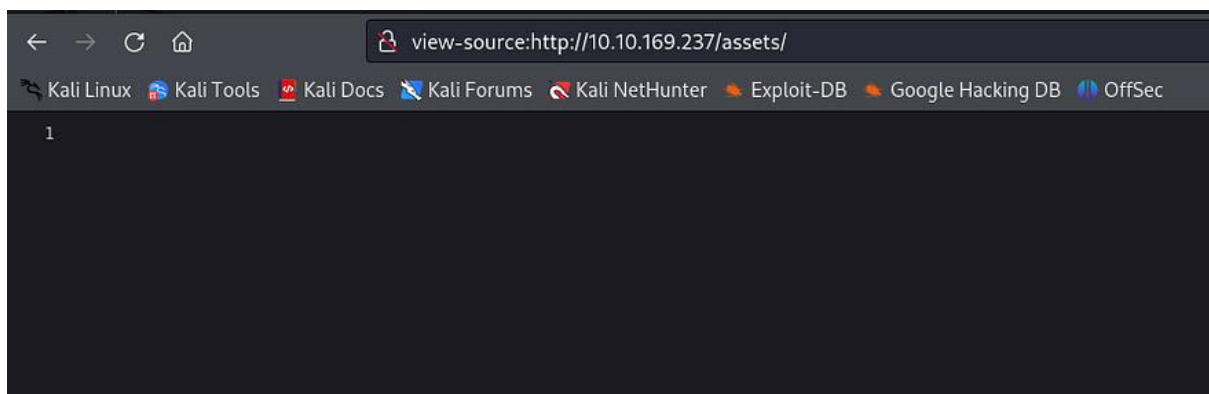 view-source:http://10.10.169.237/assets/
Kali Linux Kali Tools Kali Docs Kali Forums Kali NetHunter Exploit-DB Google Hacking DB OffSec
1